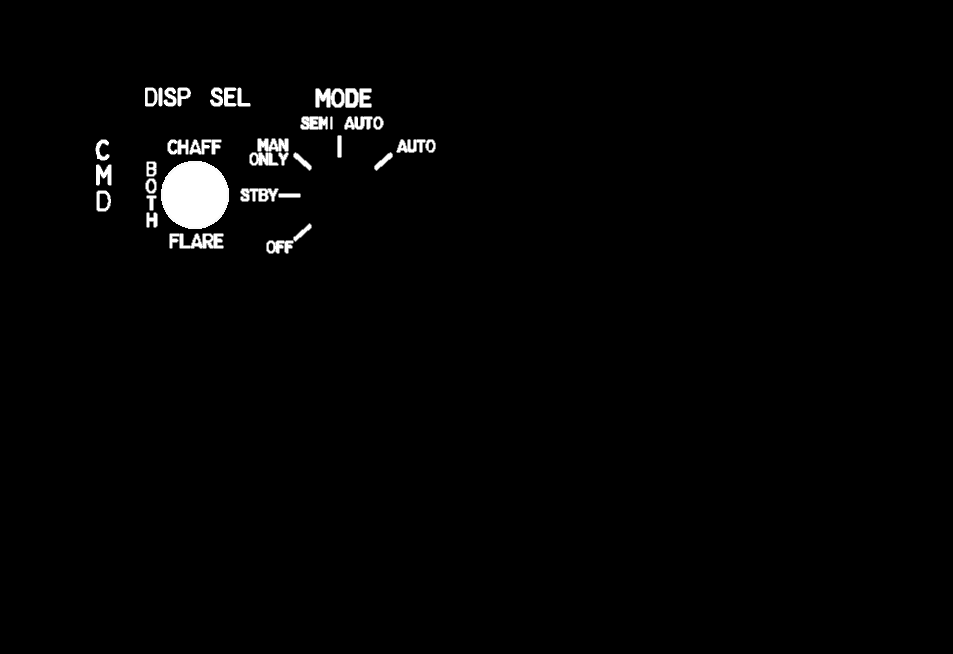 DISP SEL
MODE
SEMI AUTO
CHAFF
MAN
ONLY
AUTO
CMD
BOTH
STBY
FLARE
OFF